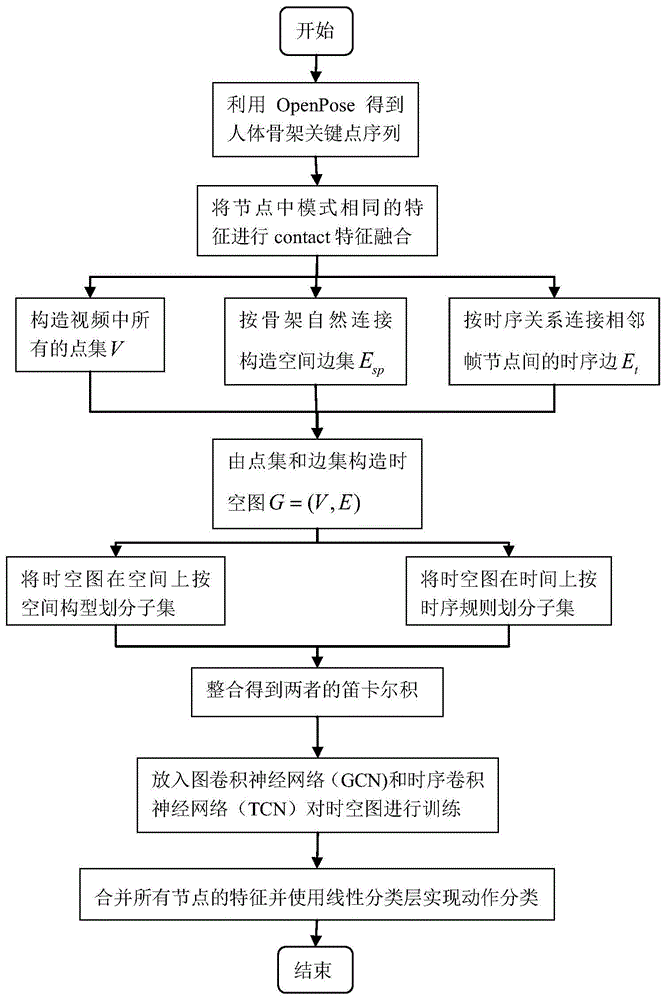 开始
利用 OpenPose 得到
人体骨架关键点序列
将节点中模式相同的特
征进行 contact 特征融合
构造视频中所
有的点集V
按骨架自然连接
构造空间边集 E_sp
按时序关系连接相邻
帧节点间的时序边 E_t
由点集和边集构造时
空图 G = (V, E)
将时空图在空间上按
空间构型划分子集
将时空图在时间上按
时序规则划分子集
整合得到两者的笛卡尔积
放入图卷积神经网络（GCN)和时序卷积
神经网络（TCN）对时空图进行训练
合并所有节点的特征并使用线性分类层实现动作分类
结束